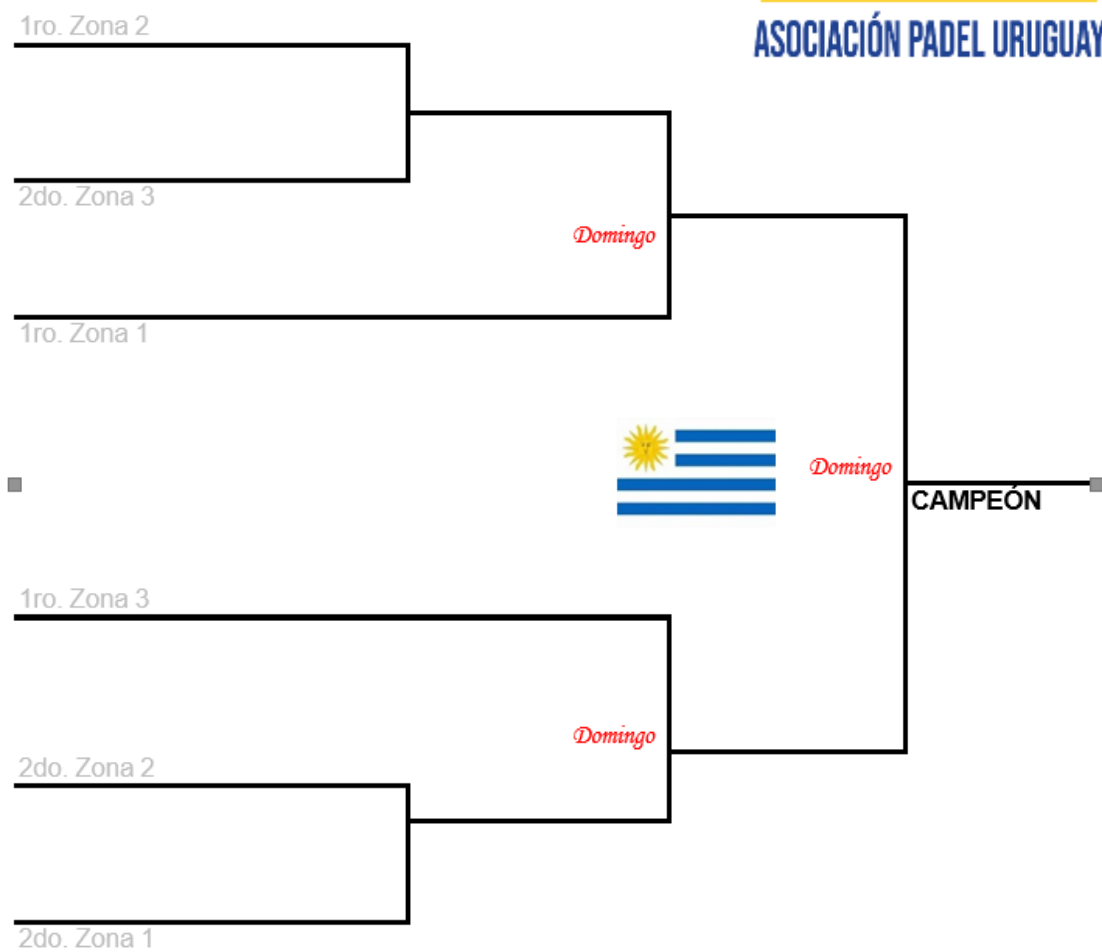 1ro. Zona 2
ASOCIACIÓN PADEL URUGUAY
2do. Zona 3
Domingo
1ro. Zona 1
Domingo
CAMPEÓN
1ro. Zona 3
Domingo
2do. Zona 2
2do. Zona 1